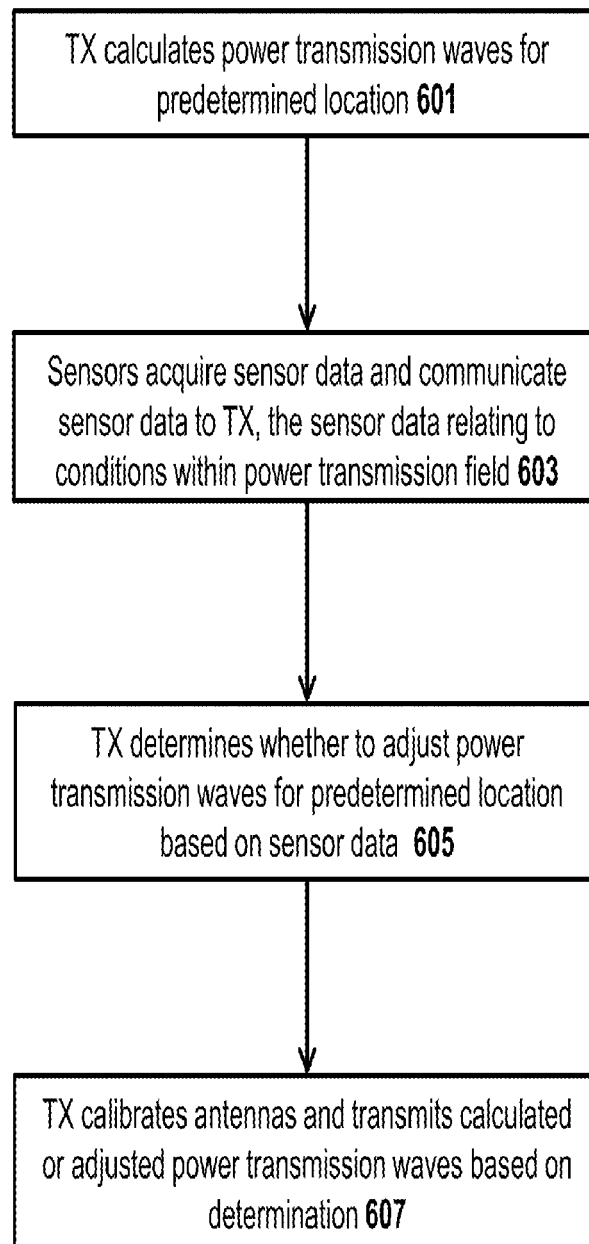 TX calculates power transmission waves for
predetermined location 601
Sensors acquire sensor data and communicate
sensor data to TX, the sensor data relating to
conditions within power transmission field 603
TX determines whether to adjust power
transmission waves for predetermined location
based on sensor data 605
TX calibrates antennas and transmits calculated
or adjusted power transmission waves based on
determination 607